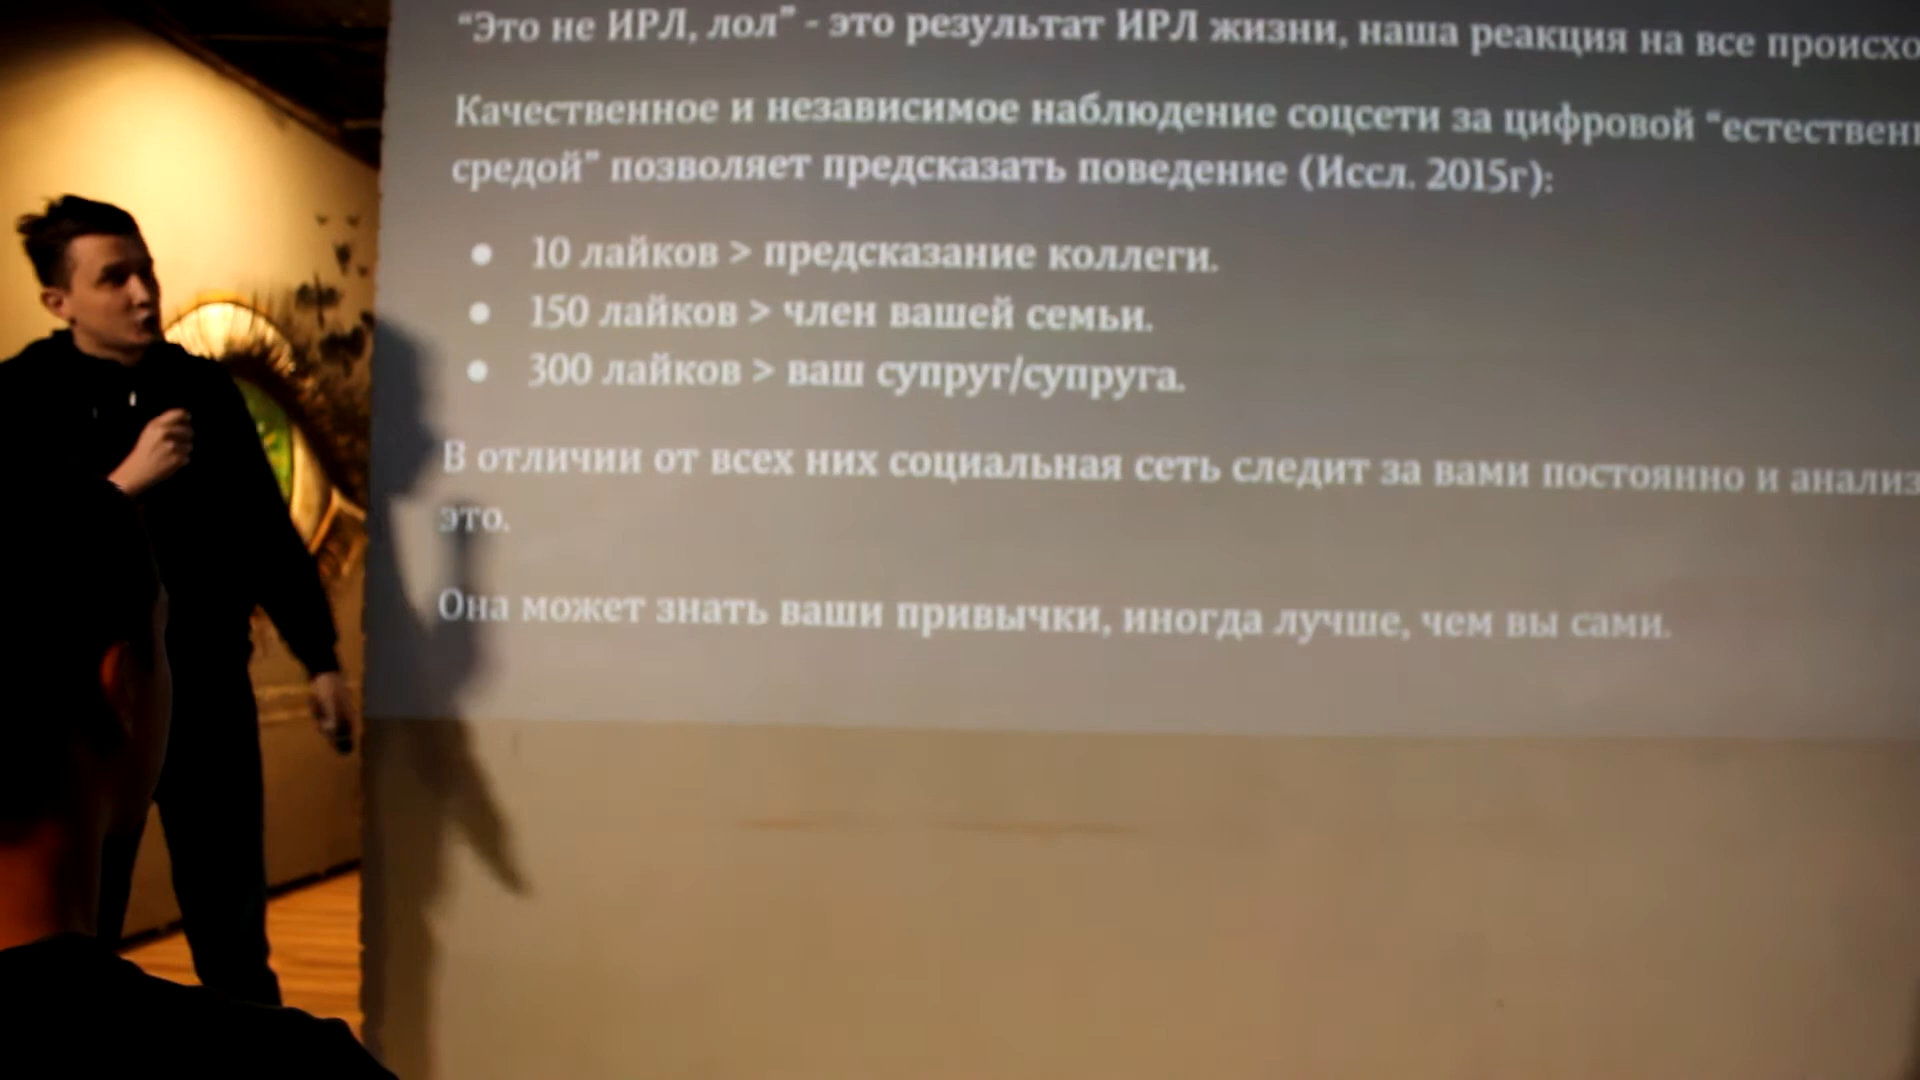 “Это не ИРЛ, лол” - это результат ИРЛ жизни, наша реакция на все
Качественное и независимое наблюдение соцсети за цифровой
средой” позволяет предсказать поведение (Иссл. 2015г):
● 10 лайков > предсказание коллеги.
● 150 лайков > член вашей семьи.
● 300 лайков > ваш супруг/супруга.
В отличии от всех них социальная сеть следит за вами постоянно и
это.
Она может знать ваши привычки, иногда лучше, чем вы сами.